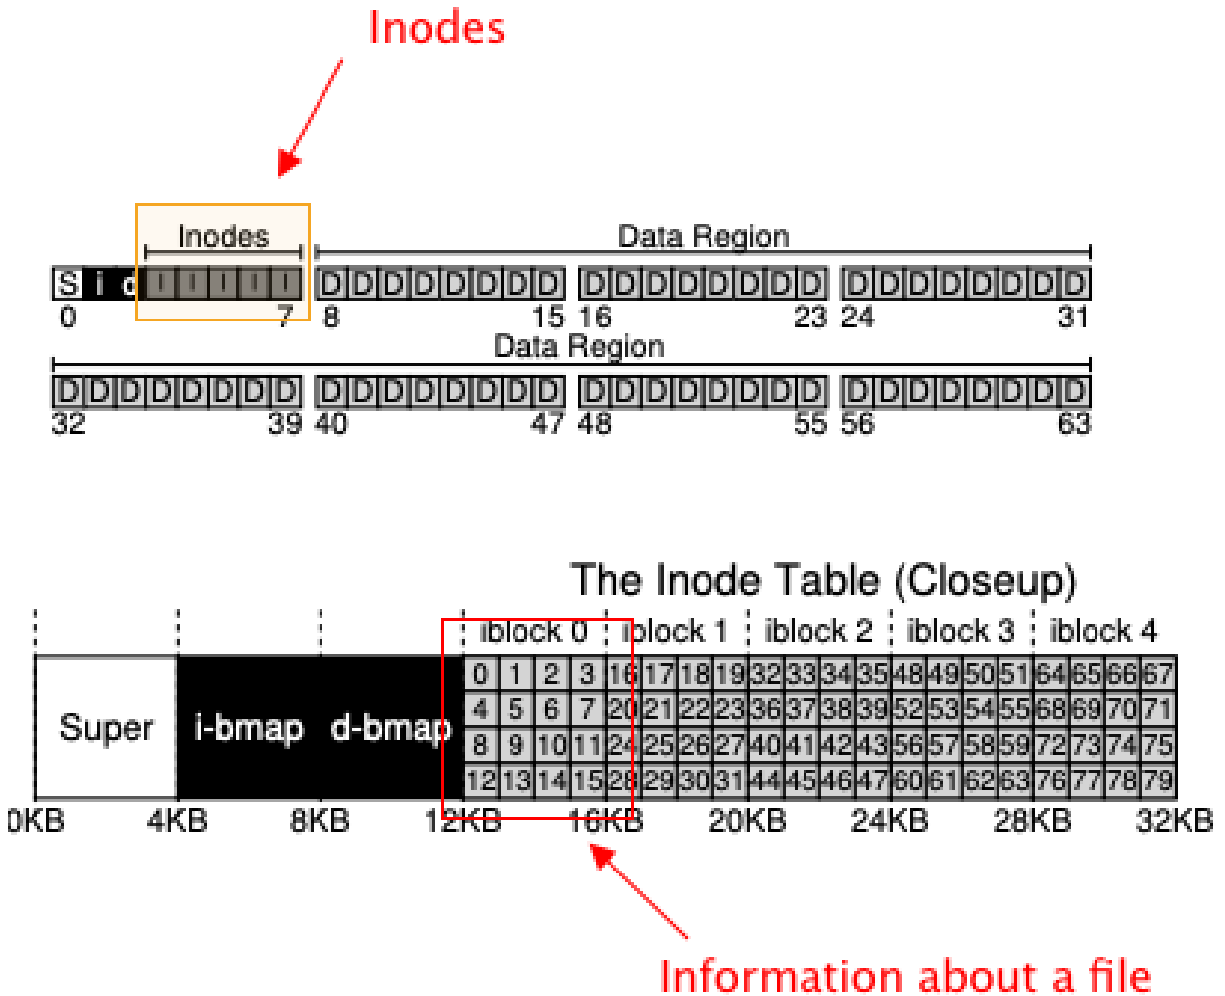 Inodes
Inodes Data Region
S i d I I I I I D D D D D D D D D D D D D D D D D D D D D D D D
0 7 8 15 16 23 24 31
Data Region
D D D D D D D D D D D D D D D D D D D D D D D D D D D D D D D D
32 39 40 47 48 55 56 63
The Inode Table (Closeup)
iblock 0 iblock 1 iblock 2 iblock 3 iblock 4
0 1 2 3 16 17 18 19 32 33 34 35 48 49 50 51 64 65 66 67
Super i-bmap d-bmap 4 5 6 7 20 21 22 23 36 37 38 39 52 53 54 55 68 69 70 71
8 9 10 11 24 25 26 27 40 41 42 43 56 57 58 59 72 73 74 75
12 13 14 15 28 29 30 31 44 45 46 47 60 61 62 63 76 77 78 79
0KB 4KB 8KB 12KB 16KB 20KB 24KB 28KB 32KB
Information about a file